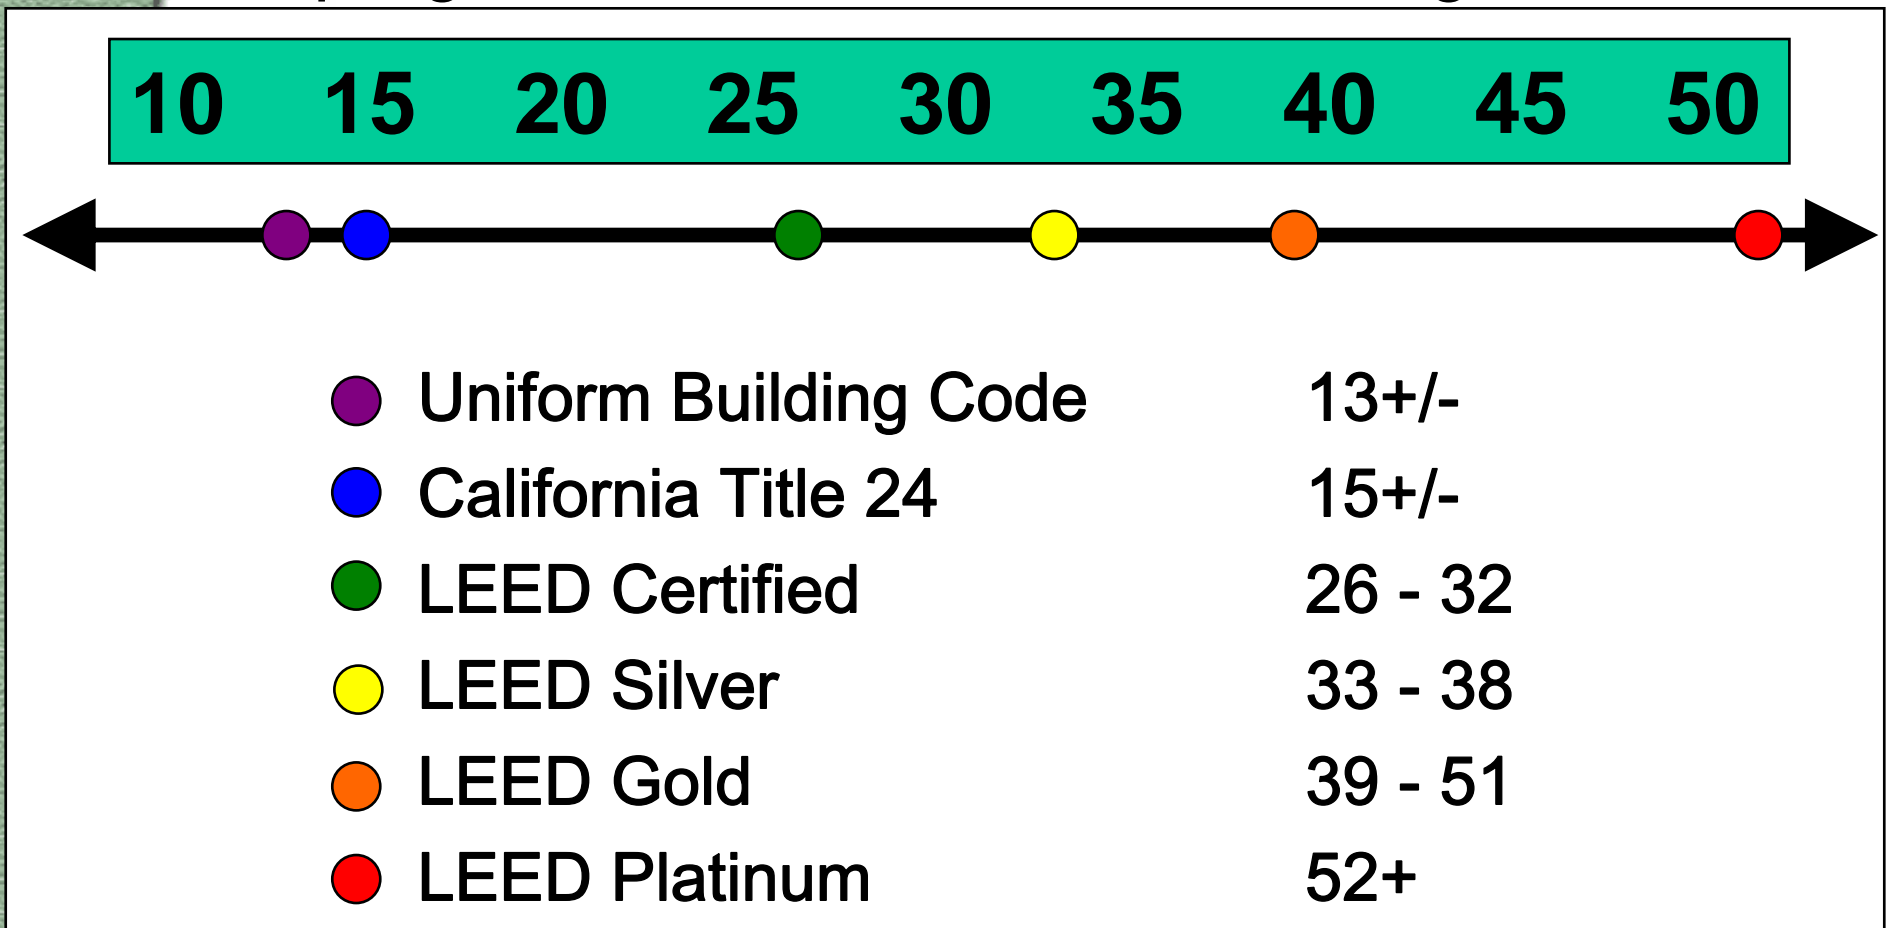 10 15 20 25 30 35 40 45 50
Uniform Building Code 13+/-
California Title 24 15+/-
LEED Certified 26 - 32
LEED Silver 33 - 38
LEED Gold 39 - 51
LEED Platinum 52+